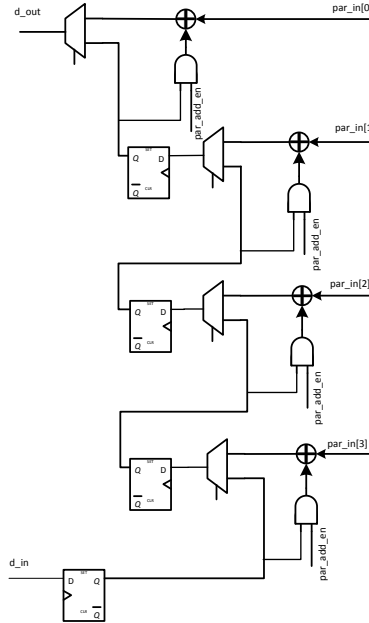 d_out
par_in[0
par_add_en
SET
Q
D
Q
CLR
par_in[1
par_add_en
SET
Q
D
Q
CLR
par_in[2]
par_add_en
SET
Q
D
Q
CLR
par_in[3]
par_add_en
d_in
SET
D
Q
CLR
Q